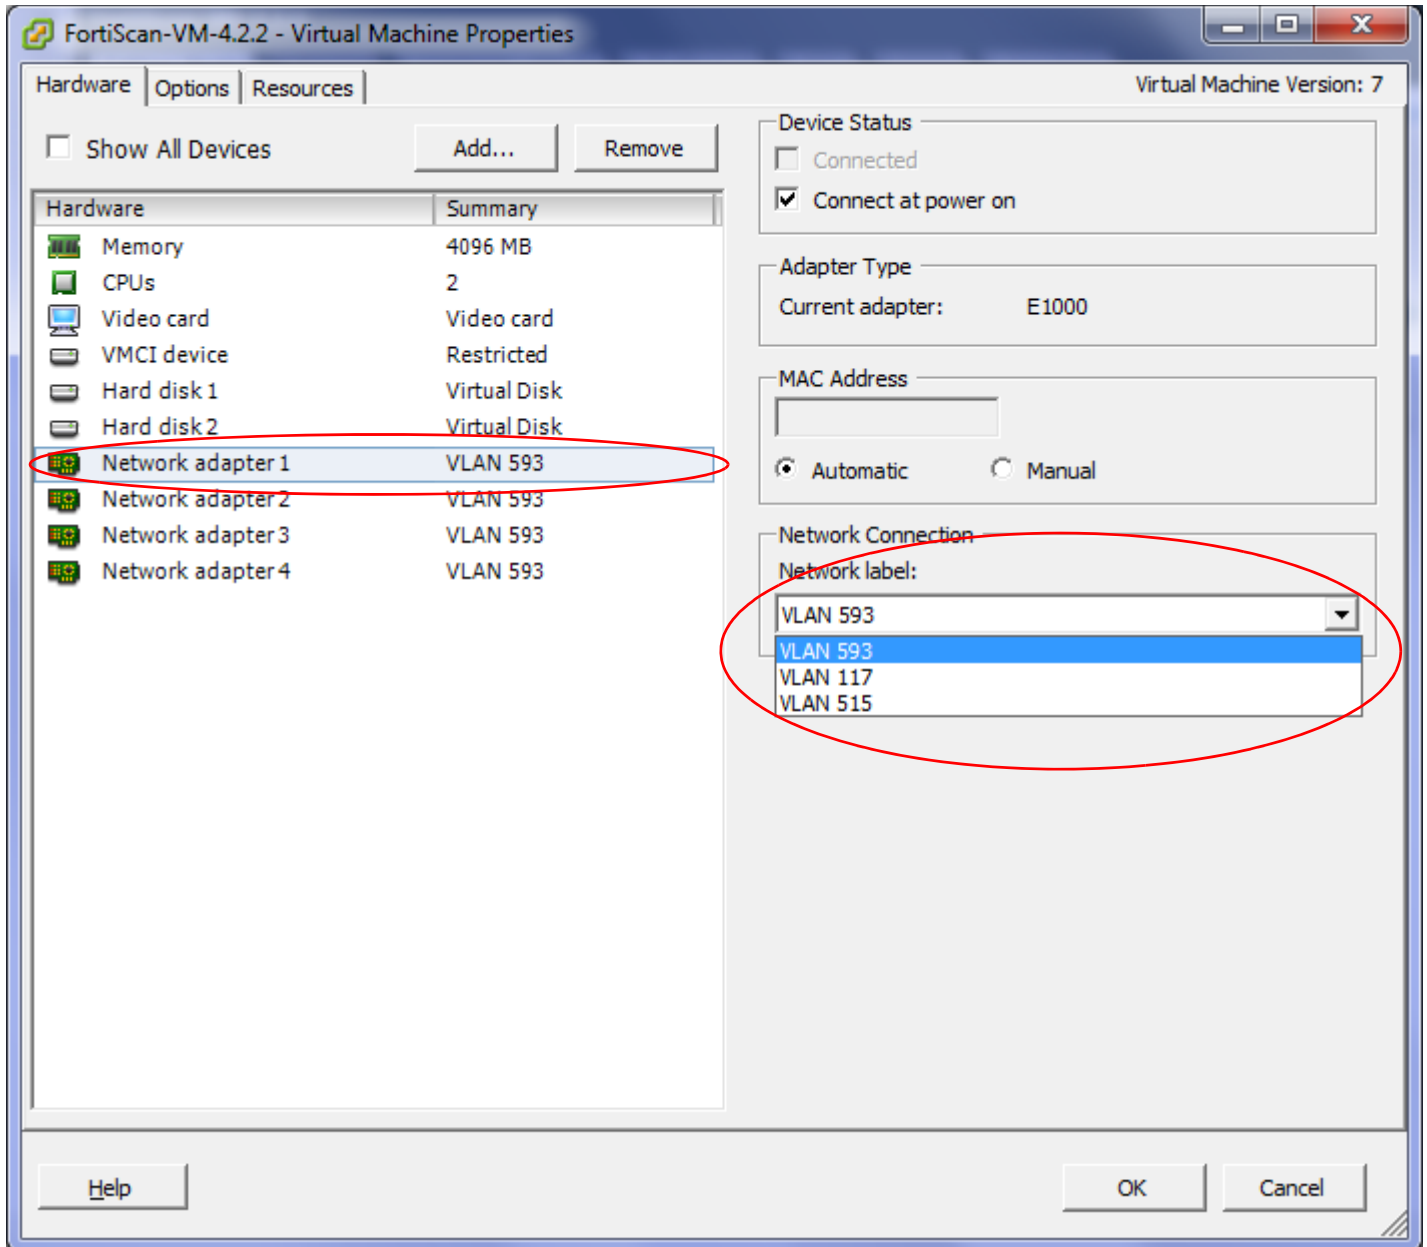 FortiScan-VM-4.2.2 - Virtual Machine Properties
Hardware Options Resources
Virtual Machine Version: 7
Show All Devices
Add...
Remove
Hardware Summary
Memory 4096 MB
CPUs 2
Video card Video card
VMCI device Restricted
Hard disk 1 Virtual Disk
Hard disk 2 Virtual Disk
Network adapter 1 VLAN 593
Network adapter 2 VLAN 593
Network adapter 3 VLAN 593
Network adapter 4 VLAN 593
Device Status
Connected
Connect at power on
Adapter Type
Current adapter: E1000
MAC Address
Automatic Manual
Network Connection
Network label:
VLAN 593
VLAN 593
VLAN 117
VLAN 515
Help
OK
Cancel